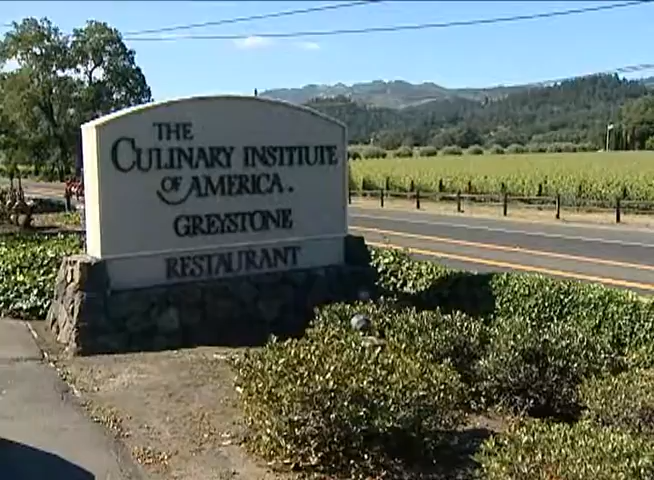 THE
CULINARY INSTITUTE
OF AMERICA.
GREYSTONE
RESTAURANT